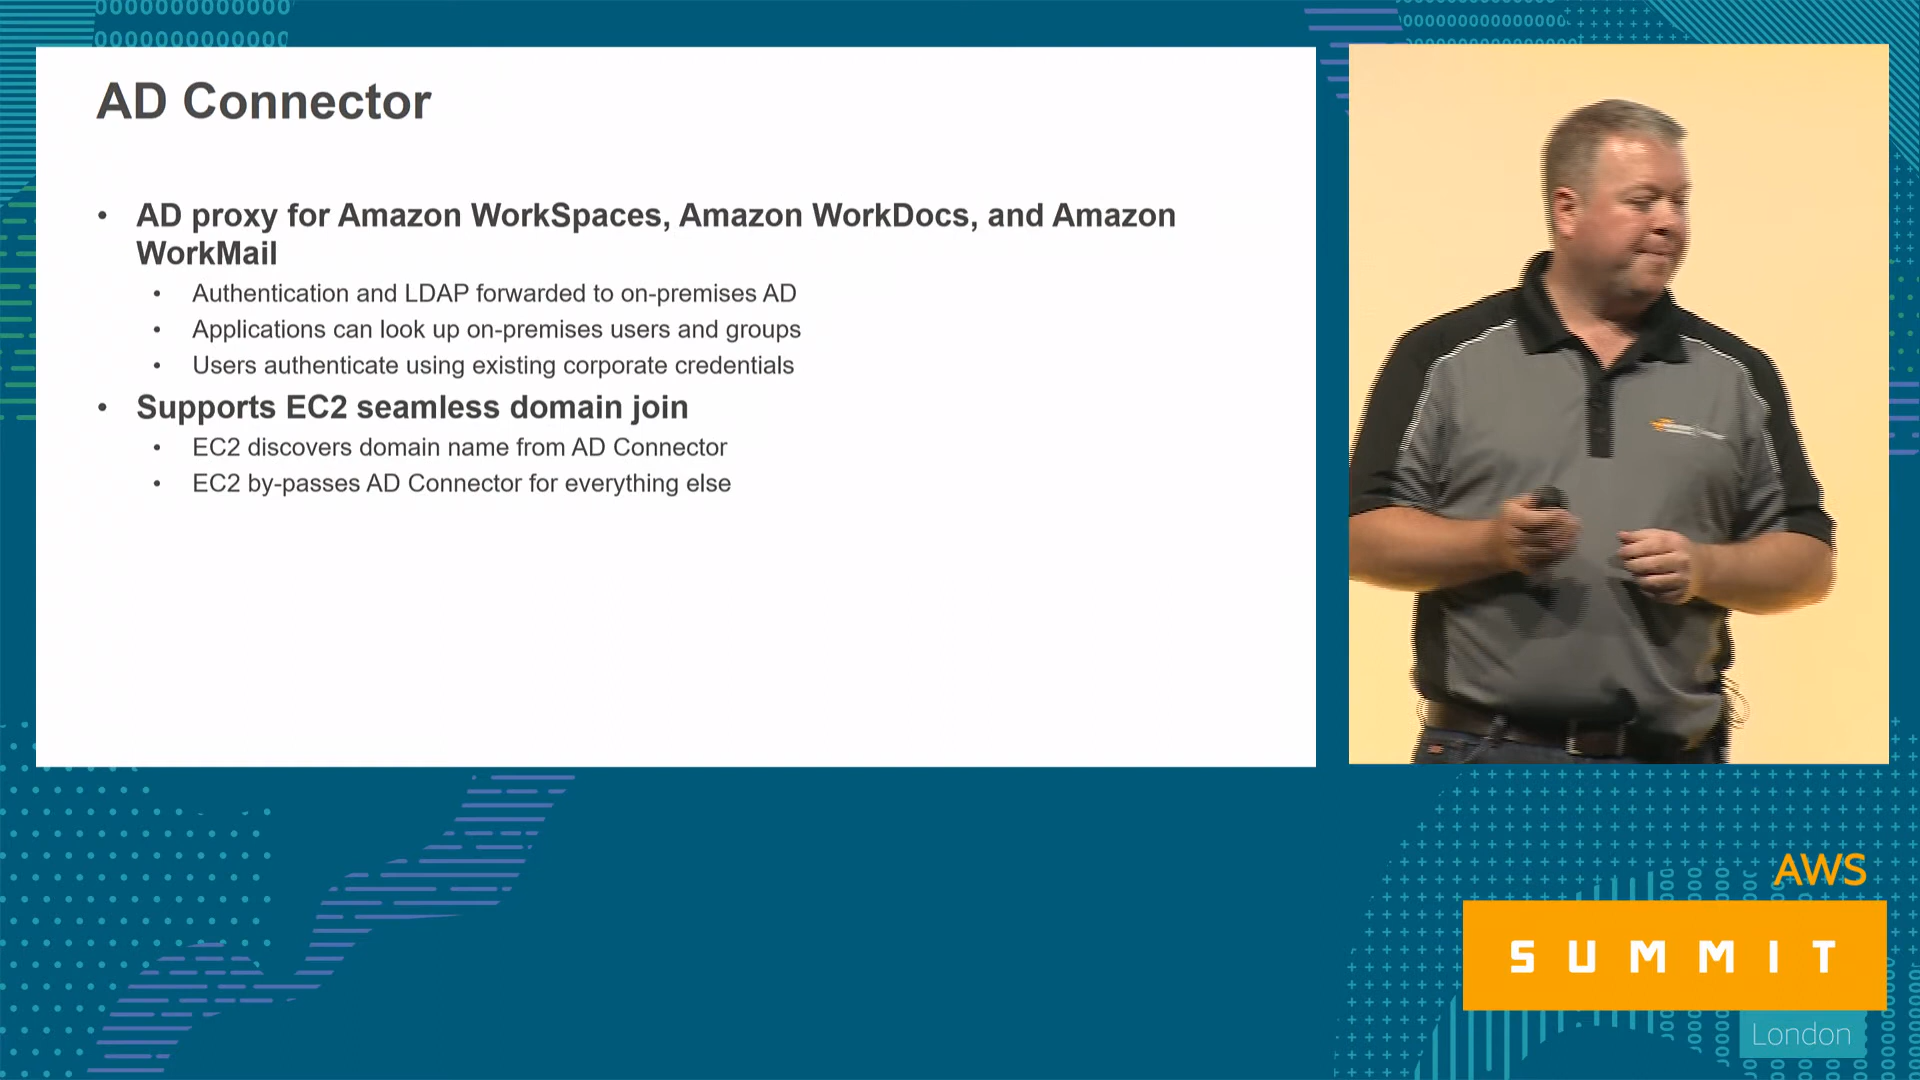 AD Connector
• AD proxy for Amazon WorkSpaces, Amazon WorkDocs, and Amazon
WorkMail
• Authentication and LDAP forwarded to on-premises AD
• Applications can look up on-premises users and groups
• Users authenticate using existing corporate credentials
• Supports EC2 seamless domain join
• EC2 discovers domain name from AD Connector
• EC2 by-passes AD Connector for everything else
AWS
SUMMIT
London